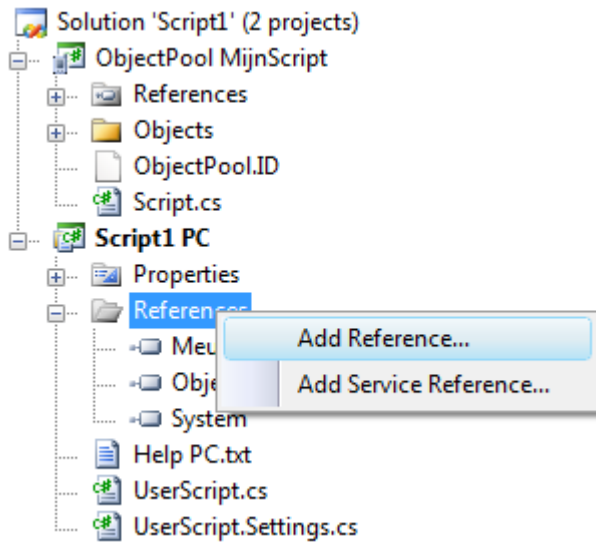 Solution 'Script1' (2 projects)
ObjectPool MijnScript
References
Objects
ObjectPool.ID
Script.cs
Script1 PC
Properties
References
Add Reference...
Add Service Reference...
System
Help PC.txt
UserScript.cs
UserScript.Settings.cs